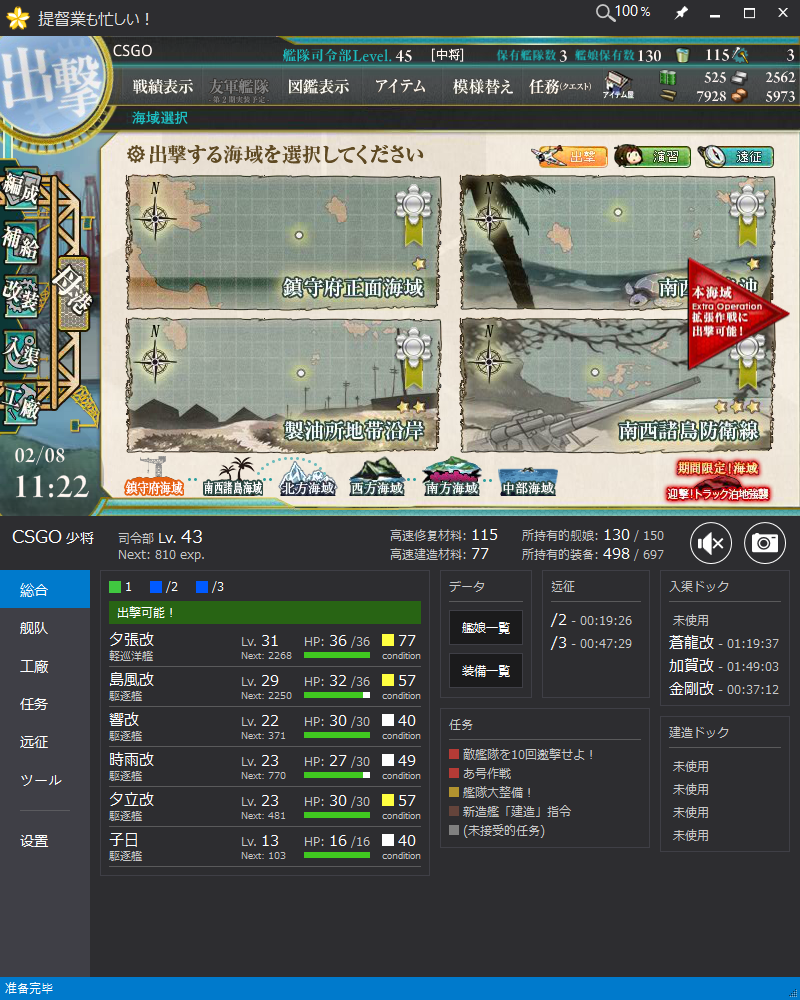 提督業も忙しい！
100%
CSGO
艦隊司令部Level. 45 [中将] 保有艦隊数 3 艦娘保有数 130 115 3
出撃
戦績表示 友軍艦隊 -第2期実装予定- 図鑑表示 アイテム 模様替え 任務(クエスト) アイテム屋 525 2562
7928 5973
海域選択
出撃する海域を選択してください 出撃 演習 遠征
編成
補給
改装
入渠
工廠
母港
N
鎮守府正面海域
N
南西
本海域
Extra Operation
拡張作戦に
出撃可能！
N
製油所地帯沿岸
N
南西諸島防衛線
02/08
11:22
鎮守府海域 南西諸島海域 北方海域 西方海域 南方海域 中部海域
期間限定！海域
迎撃！トラック泊地強襲
CSGO 少将 司令部 Lv. 43
Next: 810 exp.
高速修复材料: 115 所持有的舰娘: 130 / 150
高速建造材料: 77 所持有的装备: 498 / 697
総合
舰队
工廠
任务
远征
ツール
设置
1 /2 /3
出撃可能！
夕張改 Lv. 31 HP: 36 /36 77
軽巡洋艦 Next: 2268 condition
島風改 Lv. 29 HP: 32 /36 57
駆逐艦 Next: 2250 condition
響改 Lv. 22 HP: 30 /30 40
駆逐艦 Next: 371 condition
時雨改 Lv. 23 HP: 27 /30 49
駆逐艦 Next: 770 condition
夕立改 Lv. 23 HP: 30 /30 57
駆逐艦 Next: 481 condition
子日 Lv. 13 HP: 16 /16 40
駆逐艦 Next: 103 condition
データ
艦娘一覧
装備一覧
远征
/2 - 00:19:26
/3 - 00:47:29
入渠ドック
未使用
蒼龍改 - 01:19:37
加賀改 - 01:49:03
金剛改 - 00:37:12
任务
敵艦隊を10回邀撃せよ！
あ号作戦
艦隊大整備！
新造艦「建造」指令
(未接受的任务)
建造ドック
未使用
未使用
未使用
未使用
准备完毕